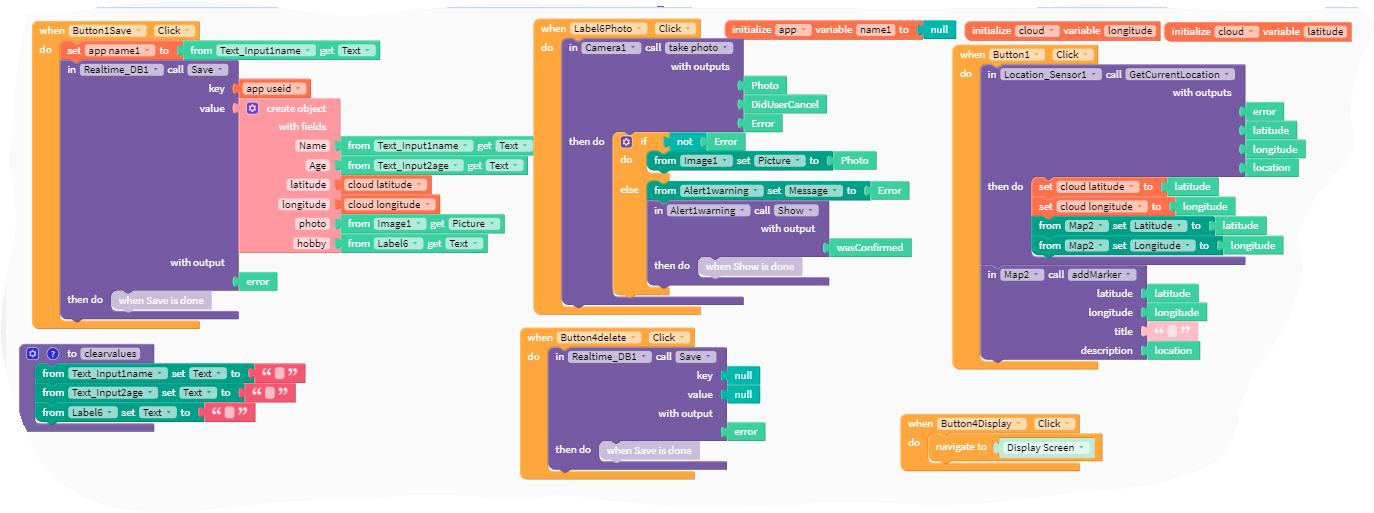 when Button1Save Click
do set app name1 to from Text_Input1name get Text
in Realtime_DB1 call Save
key app useid
value create object
with fields
Name from Text_Input1name get Text
Age from Text_Input2age get Text
latitude cloud latitude
longitude cloud longitude
photo from Image1 get Picture
hobby from Label6 get Text
with output
error
then do when Save is done
? to clearvalues
from Text_Input1name set Text to “ ”
from Text_Input2age set Text to “ ”
from Label6 set Text to “ ”
when Label6Photo Click
do in Camera1 call take photo
with outputs
Photo
DidUserCancel
Error
then do if not Error
do from Image1 set Picture to Photo
else from Alert1warning set Message to Error
in Alert1warning call Show
with output
wasConfirmed
then do when Show is done
when Button4delete Click
do in Realtime_DB1 call Save
key null
value null
with output
error
then do when Save is done
initialize app variable name1 to null
initialize cloud variable longitude
initialize cloud variable latitude
when Button1 Click
do in Location_Sensor1 call GetCurrentLocation
with outputs
error
latitude
longitude
location
then do set cloud latitude to latitude
set cloud longitude to longitude
from Map2 set Latitude to latitude
from Map2 set Longitude to longitude
in Map2 call addMarker
latitude latitude
longitude longitude
title “ ”
description location
when Button4Display Click
do navigate to Display Screen